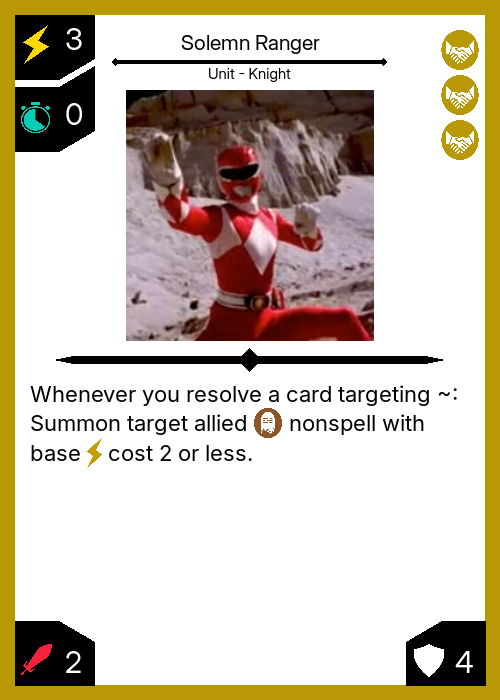 3
Solemn Ranger
Unit - Knight
0
Whenever you resolve a card targeting ~:
Summon target allied nonspell with
base cost 2 or less.
2
4